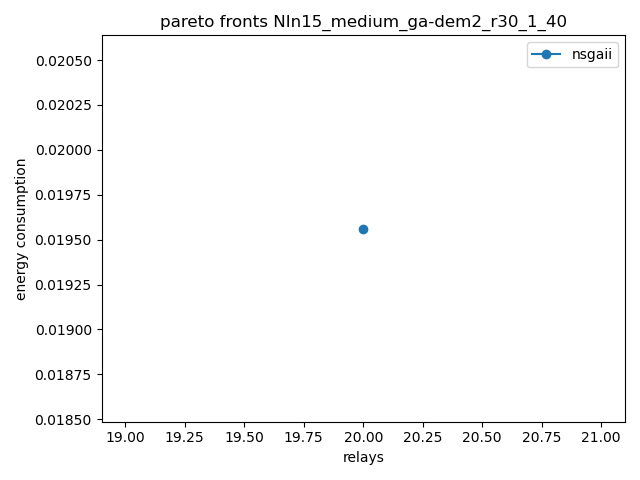 pareto fronts NIn15_medium_ga-dem2_r30_1_40
nsgaii
energy consumption
0.02050
0.02025
0.02000
0.01975
0.01950
0.01925
0.01900
0.01875
0.01850
19.00 19.25 19.50 19.75 20.00 20.25 20.50 20.75 21.00
relays